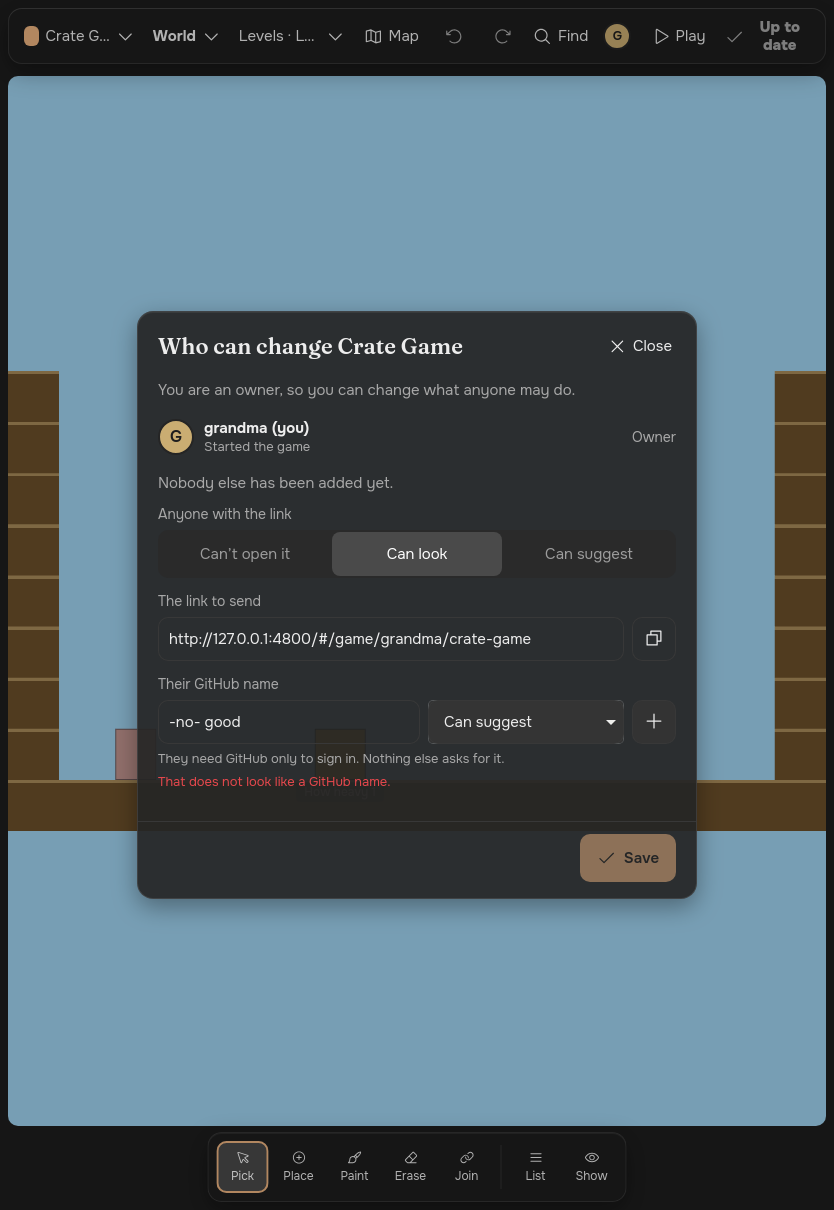 Crate G...
World
Levels · L...
Map
Find
G
Play
Up to
date
Who can change Crate Game
Close
You are an owner, so you can change what anyone may do.
G
grandma (you)
Started the game
Owner
Nobody else has been added yet.
Anyone with the link
Can't open it
Can look
Can suggest
The link to send
http://127.0.0.1:4800/#/game/grandma/crate-game
Their GitHub name
-no- good
Can suggest
They need GitHub only to sign in. Nothing else asks for it.
That does not look like a GitHub name.
Save
Pick
Place
Paint
Erase
Join
List
Show